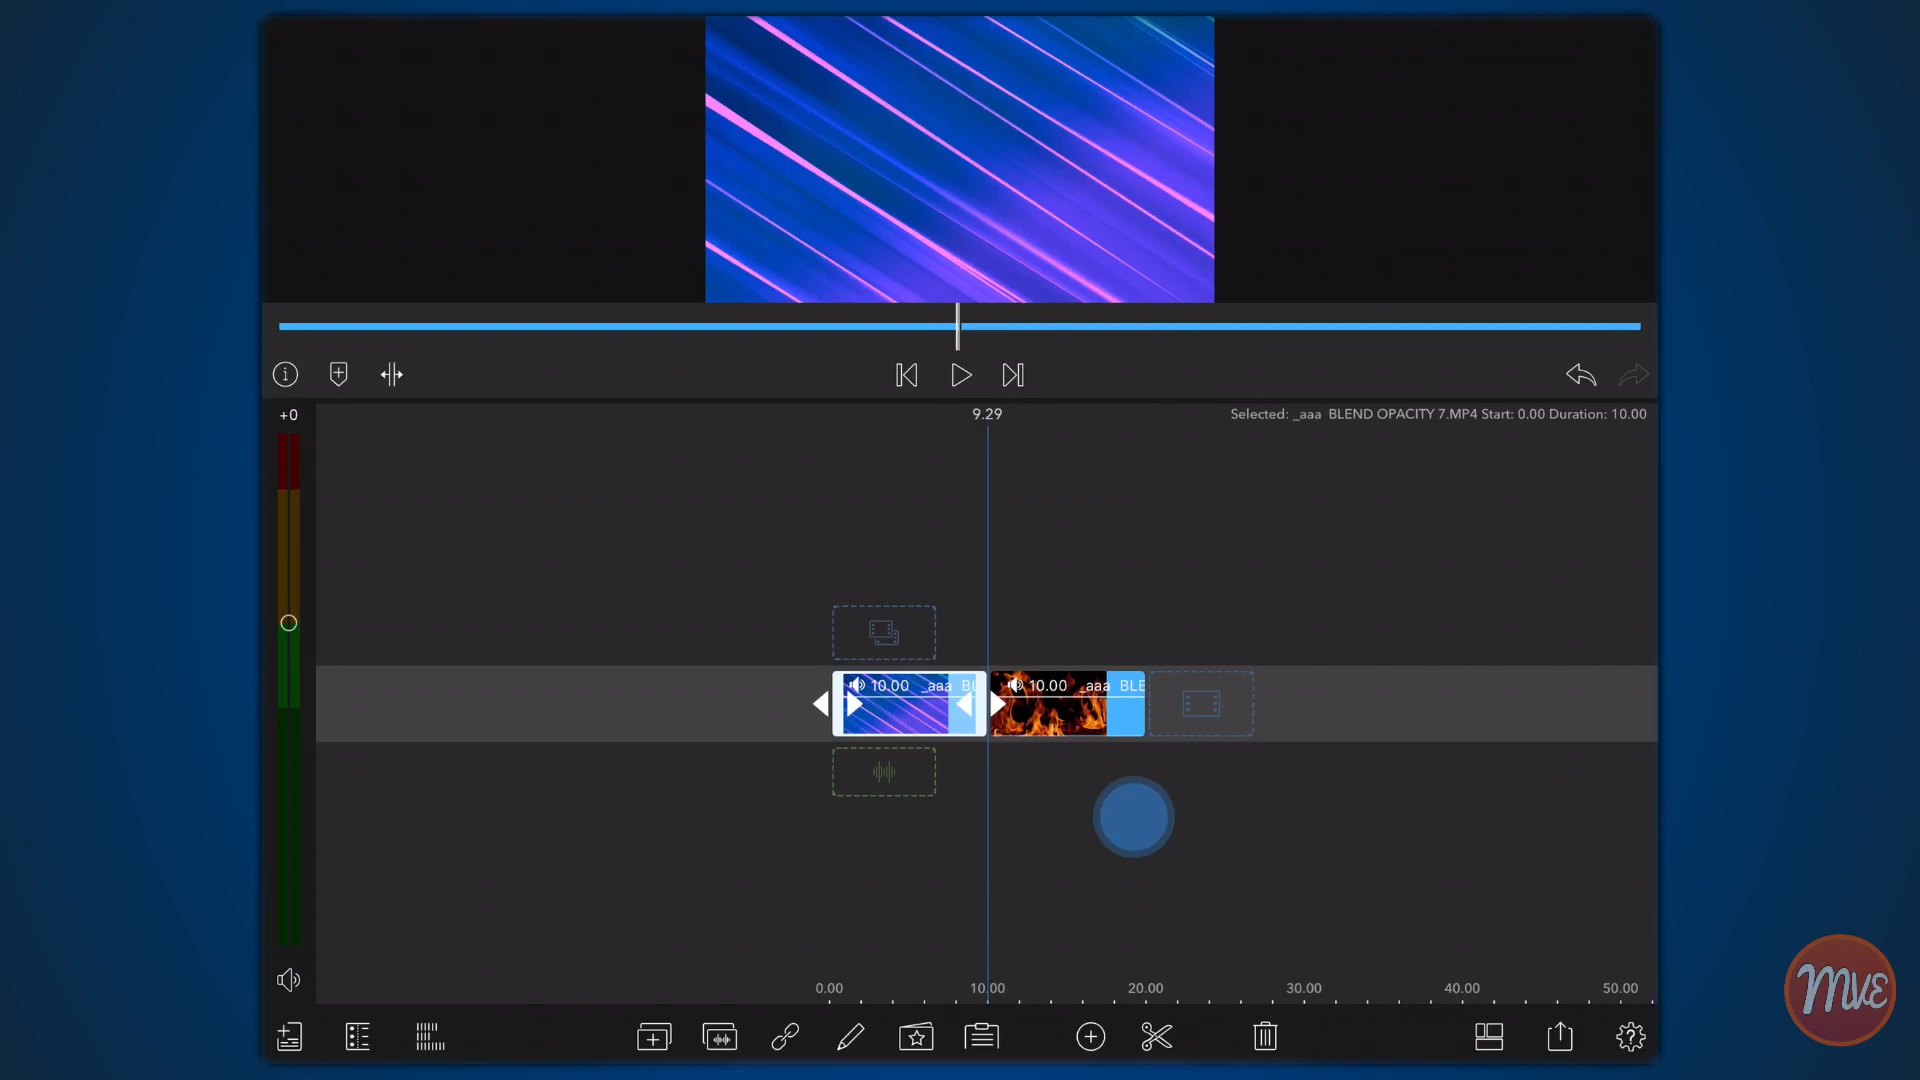 +0
9.29
Selected: _aaa BLEND OPACITY 7.MP4 Start: 0.00 Duration: 10.00
10.00 _aaa BL
10.00 _aaa BLE
0.00 10.00 20.00 30.00 40.00 50.00
MVE